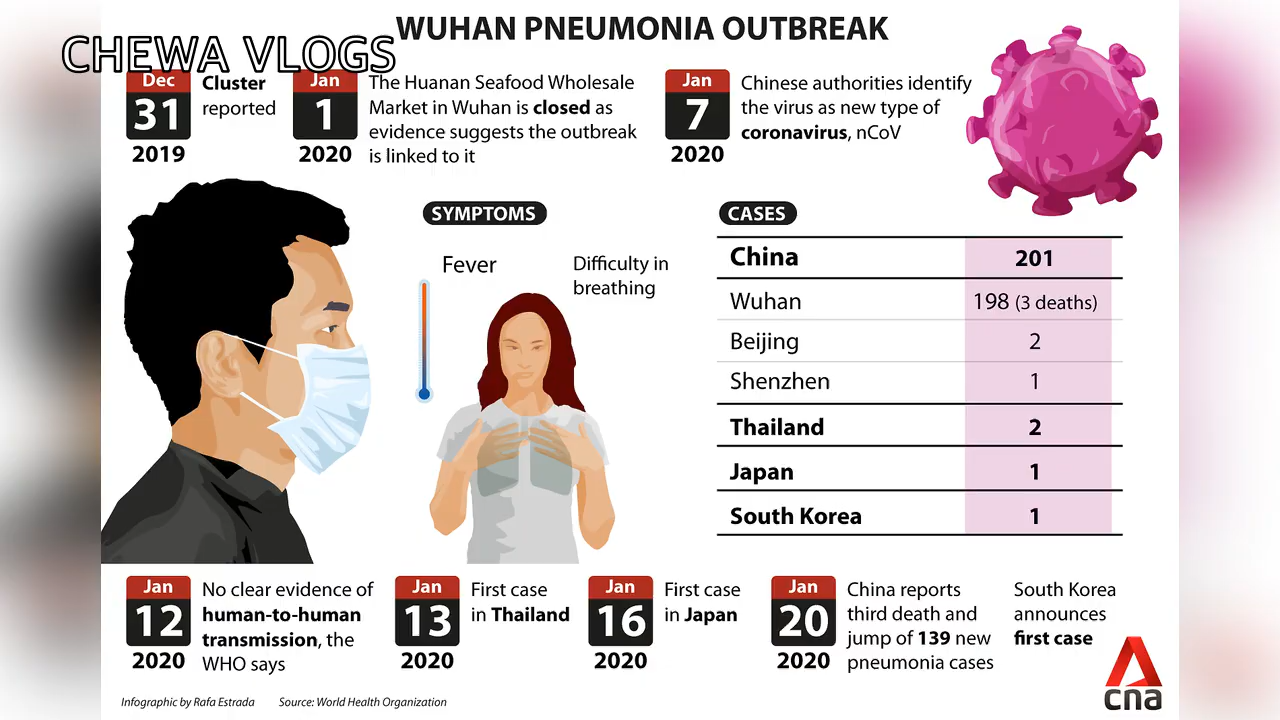 WUHAN PNEUMONIA OUTBREAK
CHEWA VLOGS
Dec
31
2019
Cluster
reported
Jan
1
2020
The Huanan Seafood Wholesale
Market in Wuhan is closed as
evidence suggests the outbreak
is linked to it
Jan
7
2020
Chinese authorities identify
the virus as new type of
coronavirus, nCoV
SYMPTOMS
Fever
Difficulty in
breathing
CASES
China 201
Wuhan 198 (3 deaths)
Beijing 2
Shenzhen 1
Thailand 2
Japan 1
South Korea 1
Jan
12
2020
No clear evidence of
human-to-human
transmission, the
WHO says
Jan
13
2020
First case
in Thailand
Jan
16
2020
First case
in Japan
Jan
20
2020
China reports
third death and
jump of 139 new
pneumonia cases
South Korea
announces
first case
Infographic by Rafa Estrada
Source: World Health Organization
cna